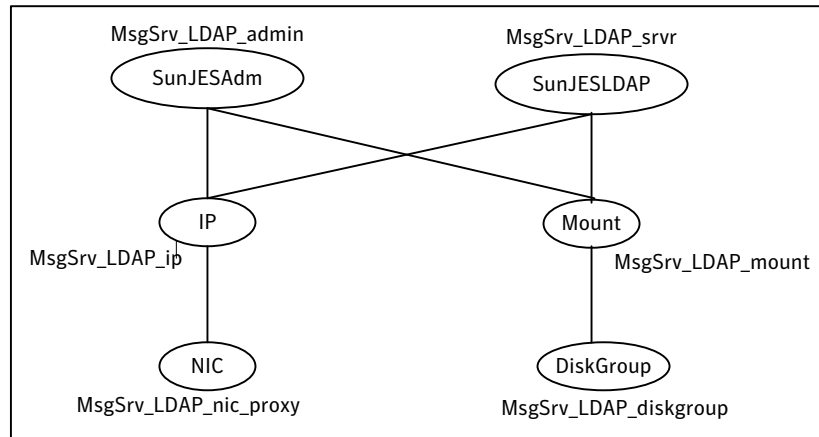 MsgSrv_LDAP_admin
MsgSrv_LDAP_srvr
SunJESAdm
SunJESLDAP
IP
Mount
MsgSrv_LDAP_ip
MsgSrv_LDAP_mount
NIC
DiskGroup
MsgSrv_LDAP_nic_proxy
MsgSrv_LDAP_diskgroup